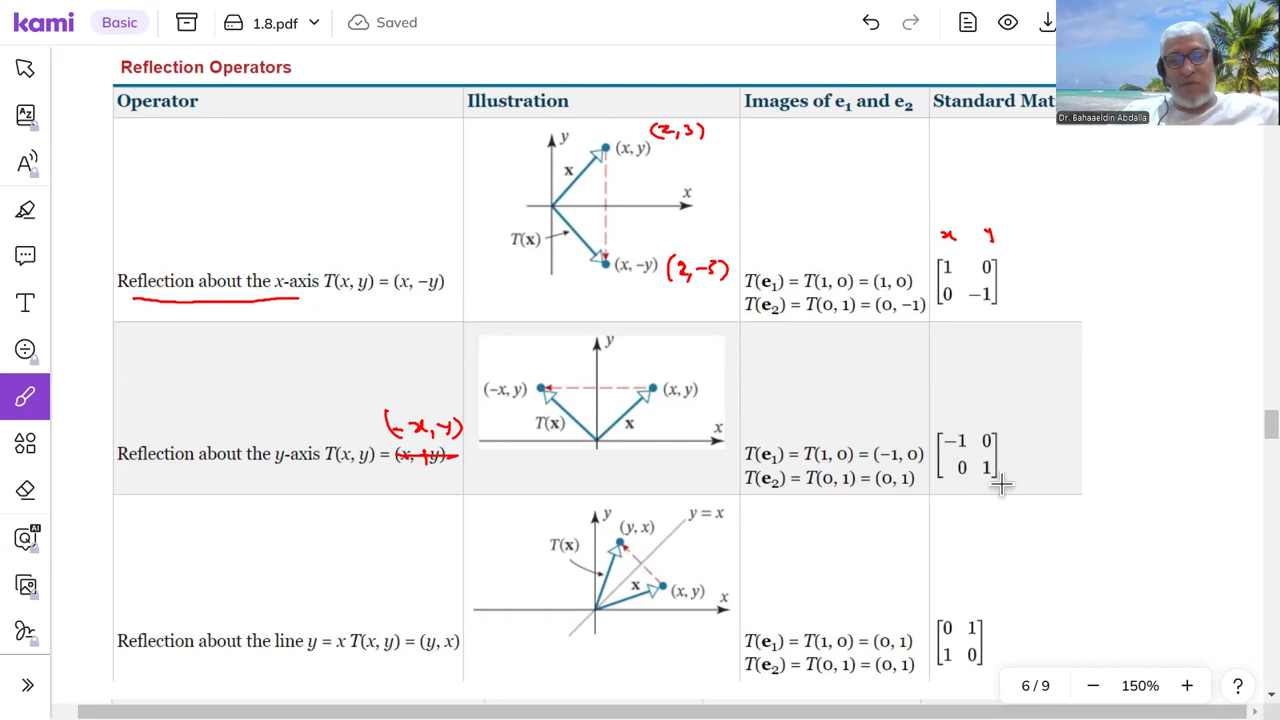 kami Basic 1.8.pdf Saved
Dr. Bahaaeldin Abdalla
Reflection Operators
Operator Illustration Images of e₁ and e₂ Standard Mat
(2, 3)
y
(x, y)
x
x
T(x)
(x, −y) (2, −3)
x y
Reflection about the x-axis T(x, y) = (x, −y)
T(e₁) = T(1, 0) = (1, 0)
T(e₂) = T(0, 1) = (0, −1)
1 0
0 −1
y
(−x, y) (x, y)
T(x) x x
(−x, y)
Reflection about the y-axis T(x, y) =
T(e₁) = T(1, 0) = (−1, 0)
T(e₂) = T(0, 1) = (0, 1)
−1 0
0 1
y y = x
(y, x)
T(x)
x (x, y) x
Reflection about the line y = x T(x, y) = (y, x)
T(e₁) = T(1, 0) = (0, 1)
T(e₂) = T(0, 1) = (0, 1)
0 1
1 0
6 / 9 150% ?